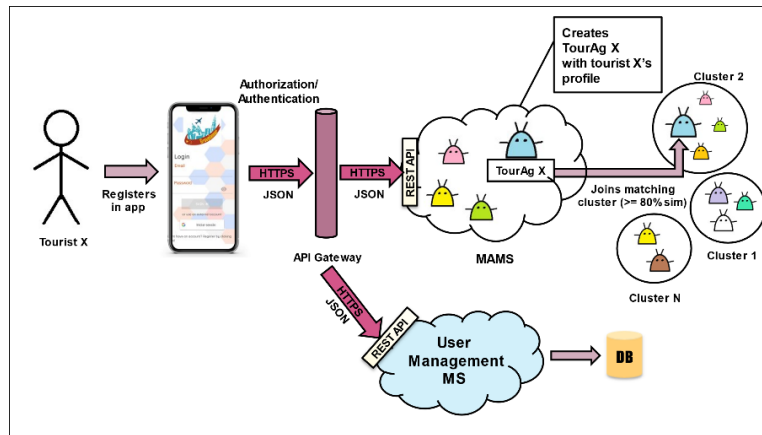 Creates
TourAg X
with tourist X's
profile
Cluster 2
Authorization/
Authentication
Login
Email
Password
HTTPS
JSON
HTTPS
JSON
REST API
TourAg X
Registers
in app
Tourist X
Joins matching
cluster (>= 80% sim)
API Gateway
MAMS
Cluster 1
Cluster N
HTTPS
JSON
REST API
User
Management
MS
DB